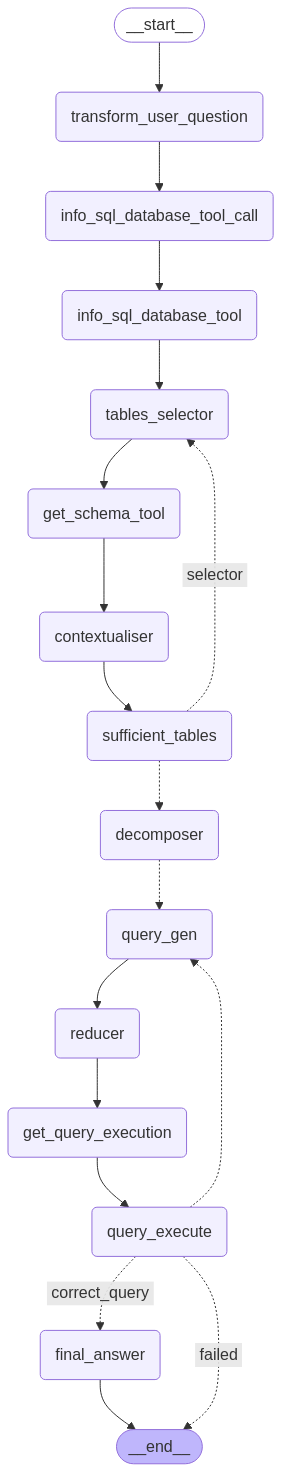 __start__
transform_user_question
info_sql_database_tool_call
info_sql_database_tool
tables_selector
get_schema_tool
selector
contextualiser
sufficient_tables
decomposer
query_gen
reducer
get_query_execution
query_execute
correct_query
final_answer
failed
__end__